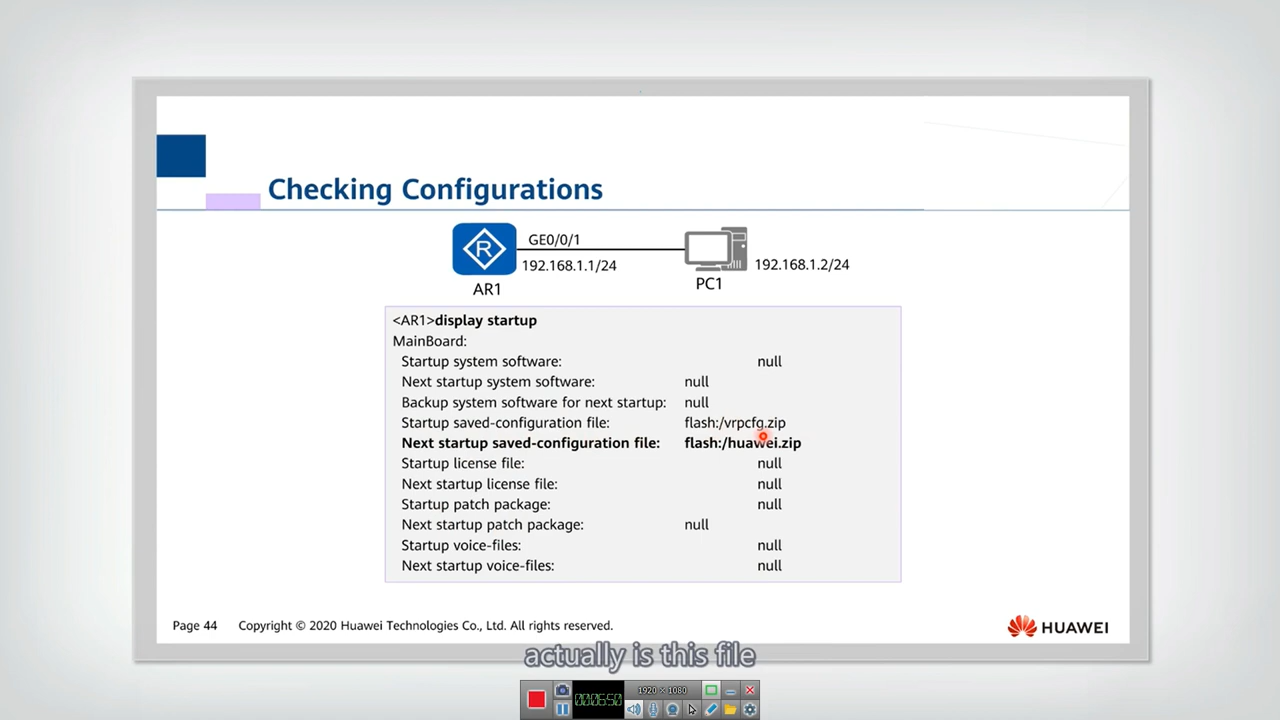 Checking Configurations
GE0/0/1
192.168.1.1/24
192.168.1.2/24
R
AR1
PC1
<AR1>display startup
MainBoard:
Startup system software: null
Next startup system software: null
Backup system software for next startup: null
Startup saved-configuration file: flash:/vrpcfg.zip
Next startup saved-configuration file: flash:/huawei.zip
Startup license file: null
Next startup license file: null
Startup patch package: null
Next startup patch package: null
Startup voice-files: null
Next startup voice-files: null
Page 44 Copyright © 2020 Huawei Technologies Co., Ltd. All rights reserved.
HUAWEI
actually is this file
00:06:50
1920 × 1080